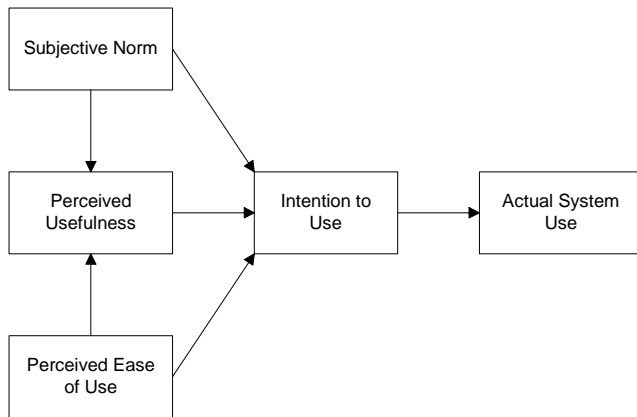 Subjective Norm
Perceived
Usefulness
Intention to
Use
Actual System
Use
Perceived Ease
of Use